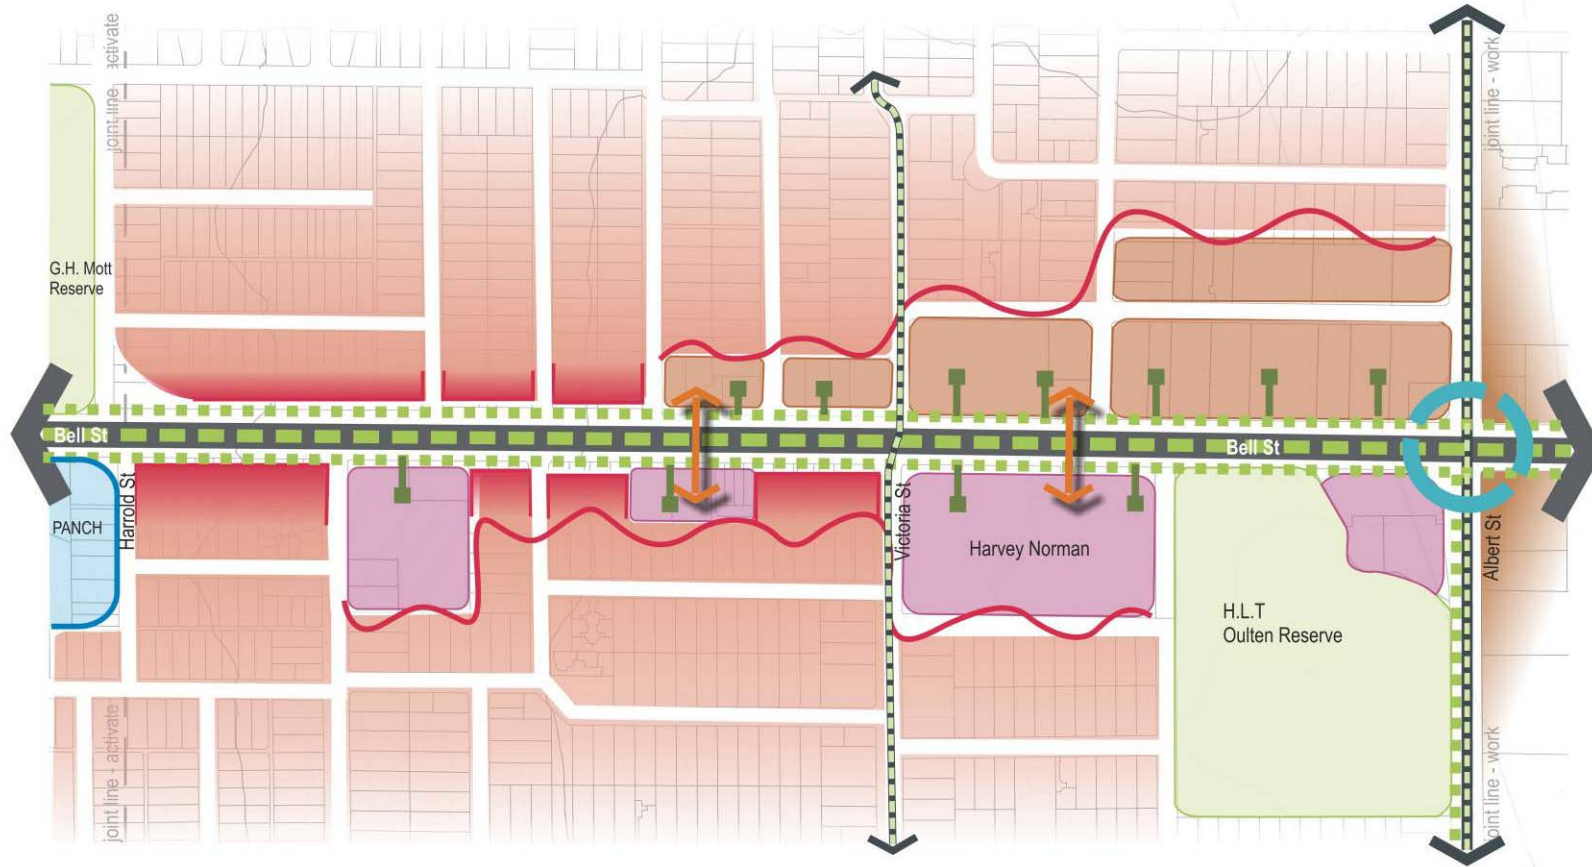 joint line - activate
joint line - work
G.H. Mott
Reserve
Bell St
Bell St
PANCH
Harrold St
Victoria St
Harvey Norman
Albert St
H.L.T
Oulten Reserve
joint line - activate
joint line - work